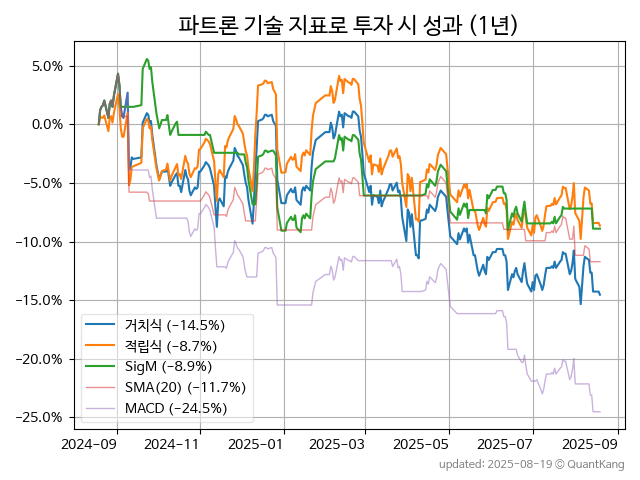 파트론 기술 지표로 투자 시 성과 (1년)
5.0%
0.0%
−5.0%
−10.0%
−15.0%
−20.0%
−25.0%
거치식 (−14.5%)
적립식 (−8.7%)
SigM (−8.9%)
SMA(20) (−11.7%)
MACD (−24.5%)
2024-09 2024-11 2025-01 2025-03 2025-05 2025-07 2025-09
updated: 2025-08-19 © QuantKang